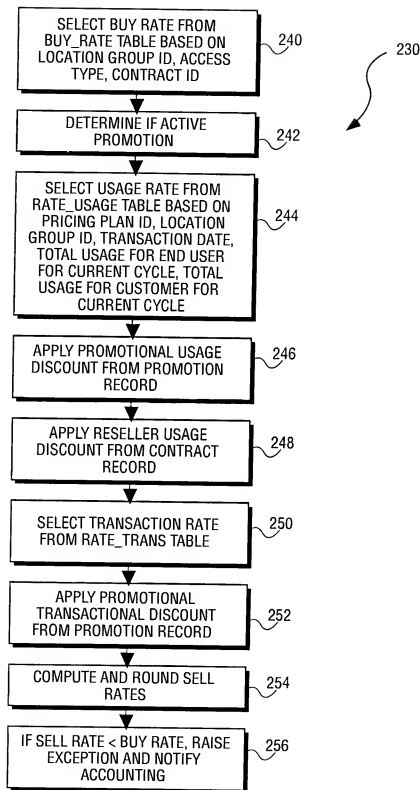 SELECT BUY RATE FROM
BUY_RATE TABLE BASED ON
LOCATION GROUP ID, ACCESS
TYPE, CONTRACT ID
240
230
DETERMINE IF ACTIVE
PROMOTION
242
SELECT USAGE RATE FROM
RATE_USAGE TABLE BASED ON
PRICING PLAN ID, LOCATION
GROUP ID, TRANSACTION DATE,
TOTAL USAGE FOR END USER
FOR CURRENT CYCLE, TOTAL
USAGE FOR CUSTOMER FOR
CURRENT CYCLE
244
APPLY PROMOTIONAL USAGE
DISCOUNT FROM PROMOTION
RECORD
246
APPLY RESELLER USAGE
DISCOUNT FROM CONTRACT
RECORD
248
SELECT TRANSACTION RATE
FROM RATE_TRANS TABLE
250
APPLY PROMOTIONAL
TRANSACTIONAL DISCOUNT
FROM PROMOTION RECORD
252
COMPUTE AND ROUND SELL
RATES
254
IF SELL RATE < BUY RATE, RAISE
EXCEPTION AND NOTIFY
ACCOUNTING
256